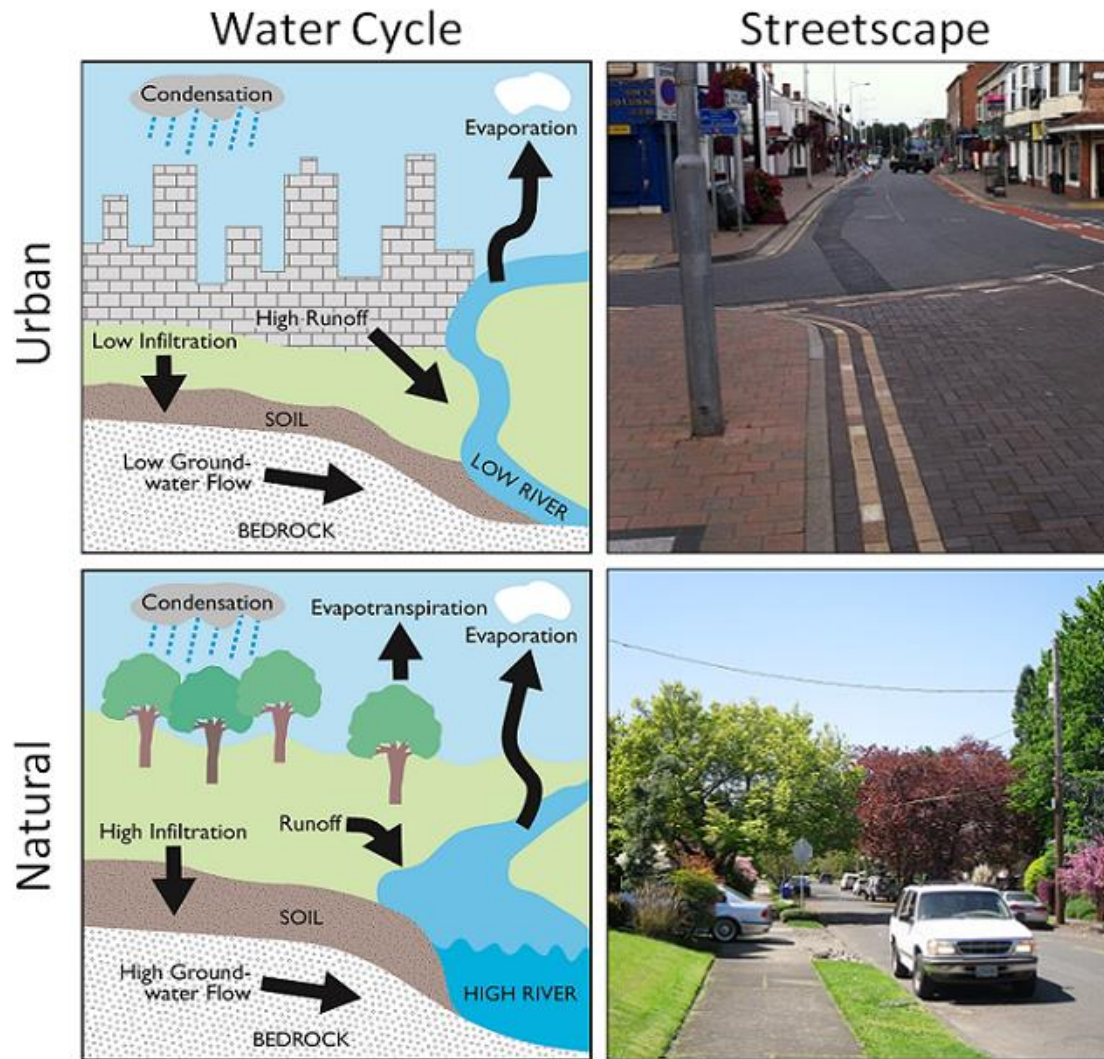 Water Cycle
Streetscape
Urban
Condensation
Evaporation
High Runoff
Low Infiltration
SOIL
Low Ground-
water Flow
LOW RIVER
BEDROCK
Natural
Condensation
Evapotranspiration
Evaporation
High Infiltration
Runoff
SOIL
High Ground-
water Flow
HIGH RIVER
BEDROCK